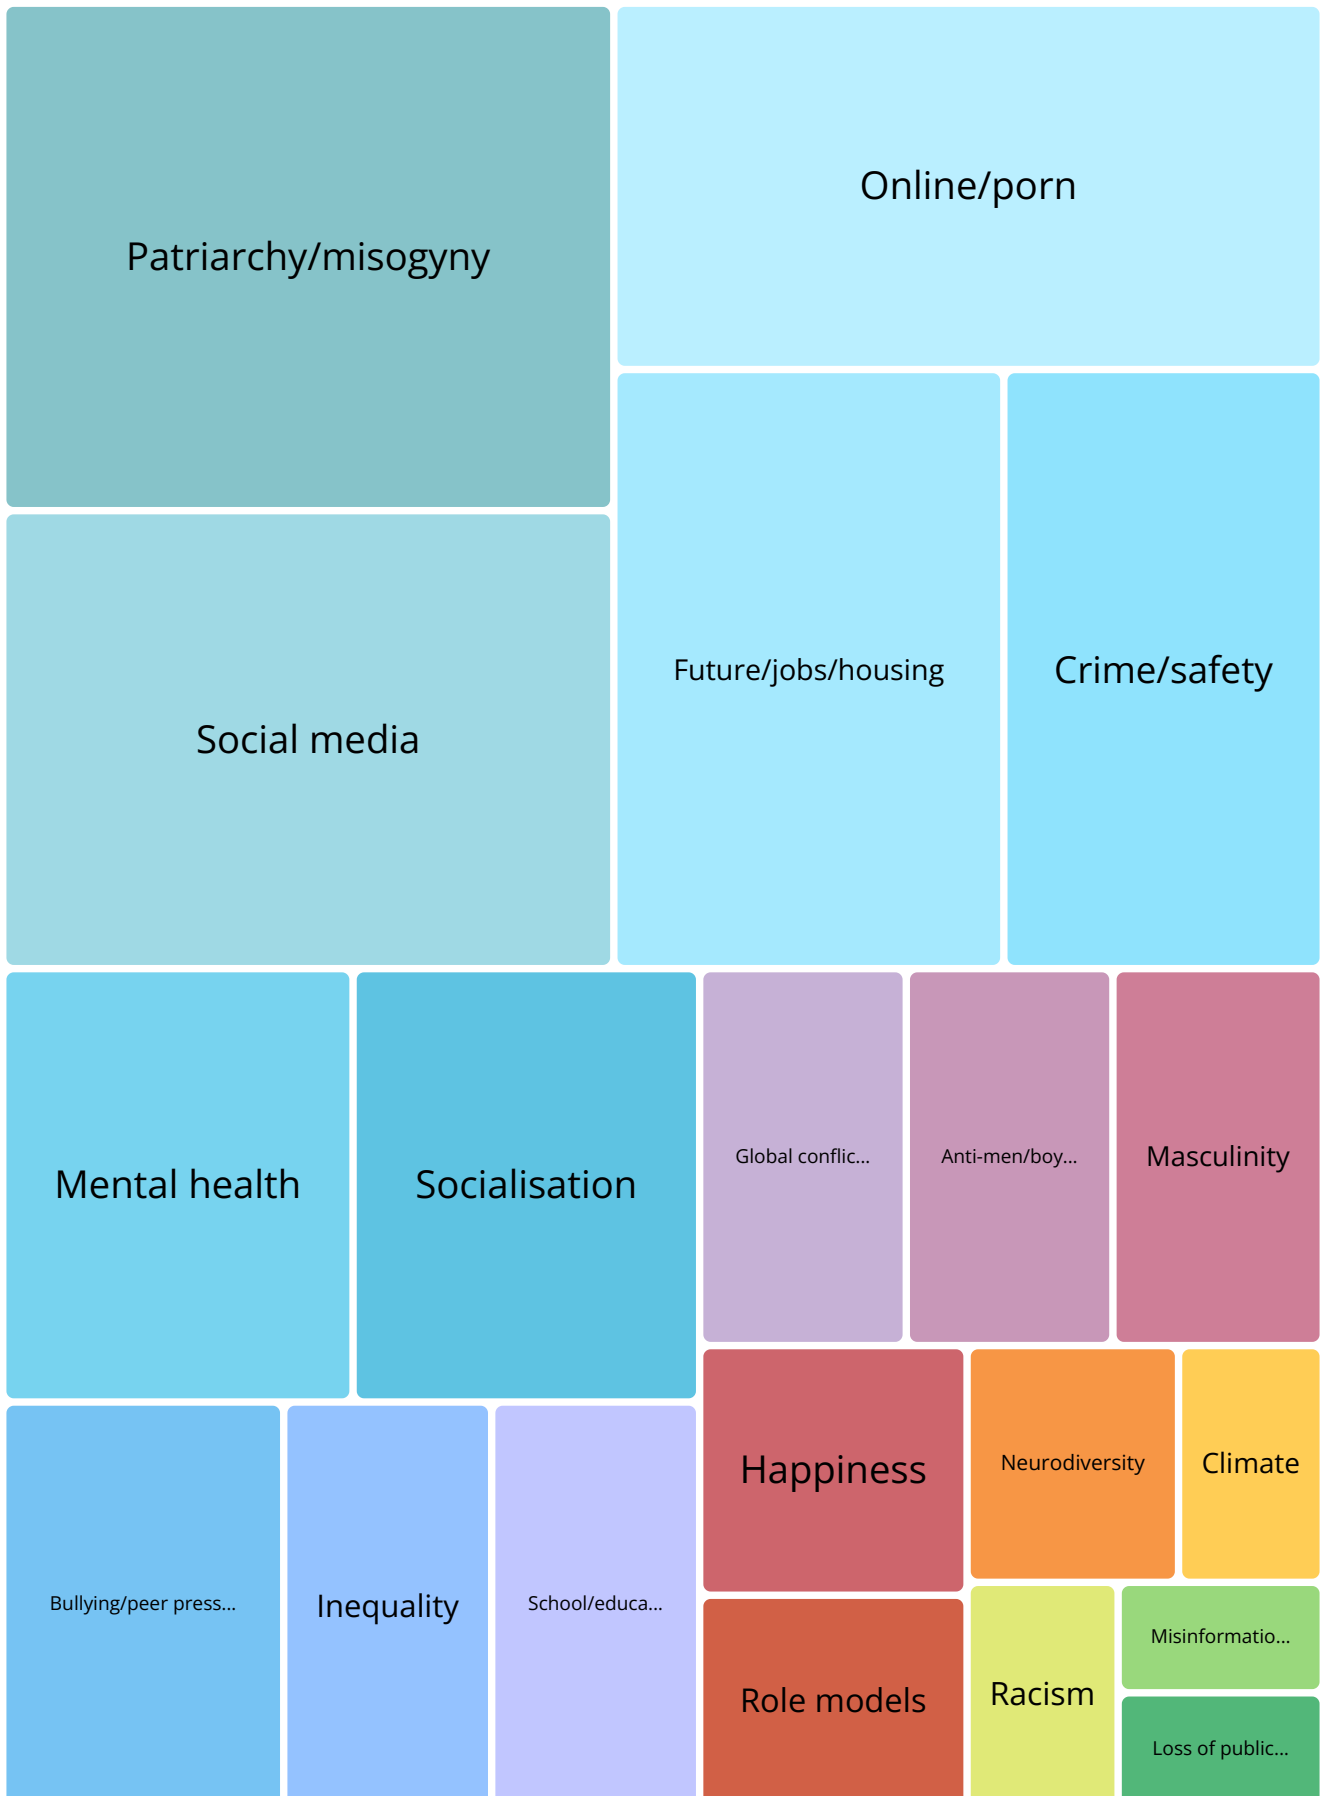 Patriarchy/misogyny
Online/porn
Social media
Future/jobs/housing
Crime/safety
Mental health
Socialisation
Global conflic...
Anti-men/boy...
Masculinity
Happiness
Neurodiversity
Climate
Bullying/peer press...
Inequality
School/educa...
Role models
Racism
Misinformatio...
Loss of public...